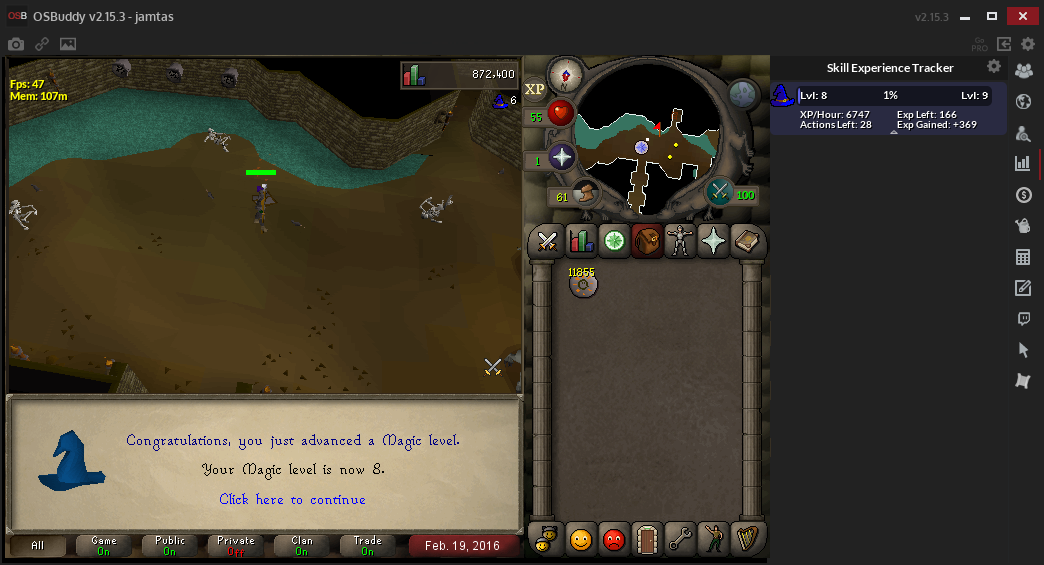 OSB OSBuddy v2.15.3 - jamtas
v2.15.3
Go
PRO
Fps: 47
Mem: 107m
872,400
6
XP
N
55
1
61
100
11855
Skill Experience Tracker
Lvl: 8 1% Lvl: 9
XP/Hour: 6747 Exp Left: 166
Actions Left: 28 Exp Gained: +369
Congratulations, you just advanced a Magic level.
Your Magic level is now 8.
Click here to continue
All
Game
On
Public
On
Private
Off
Clan
On
Trade
On
Feb. 19, 2016